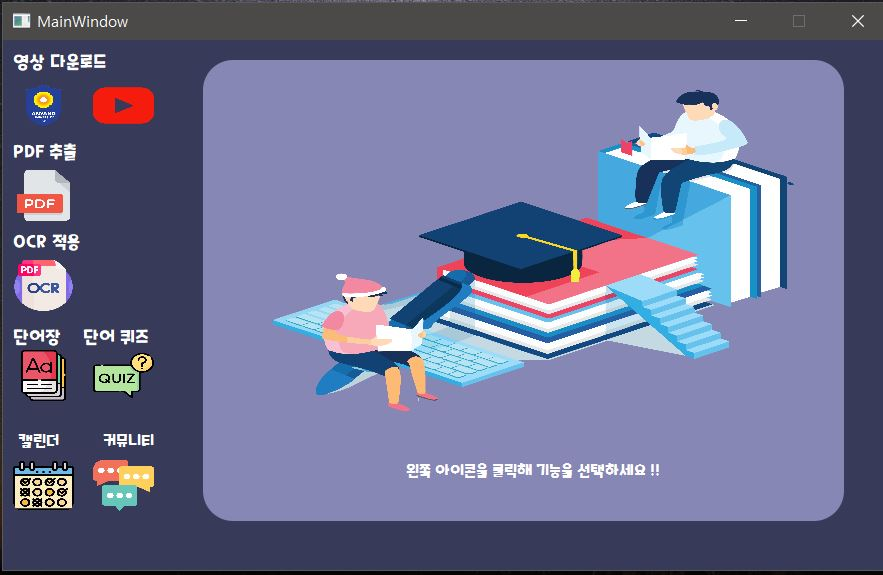 MainWindow
영상 다운로드
PDF 추출
PDF
OCR 적용
PDF
OCR
단어장 단어 퀴즈
Aa
?
QUIZ
캘린더 커뮤니티
왼쪽 아이콘을 클릭해 기능을 선택하세요 !!